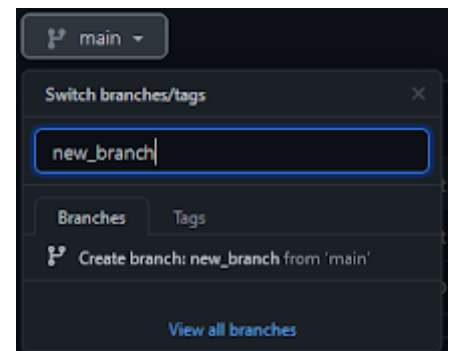 main
Switch branches/tags
new_branch
Branches Tags
Create branch: new_branch from 'main'
View all branches